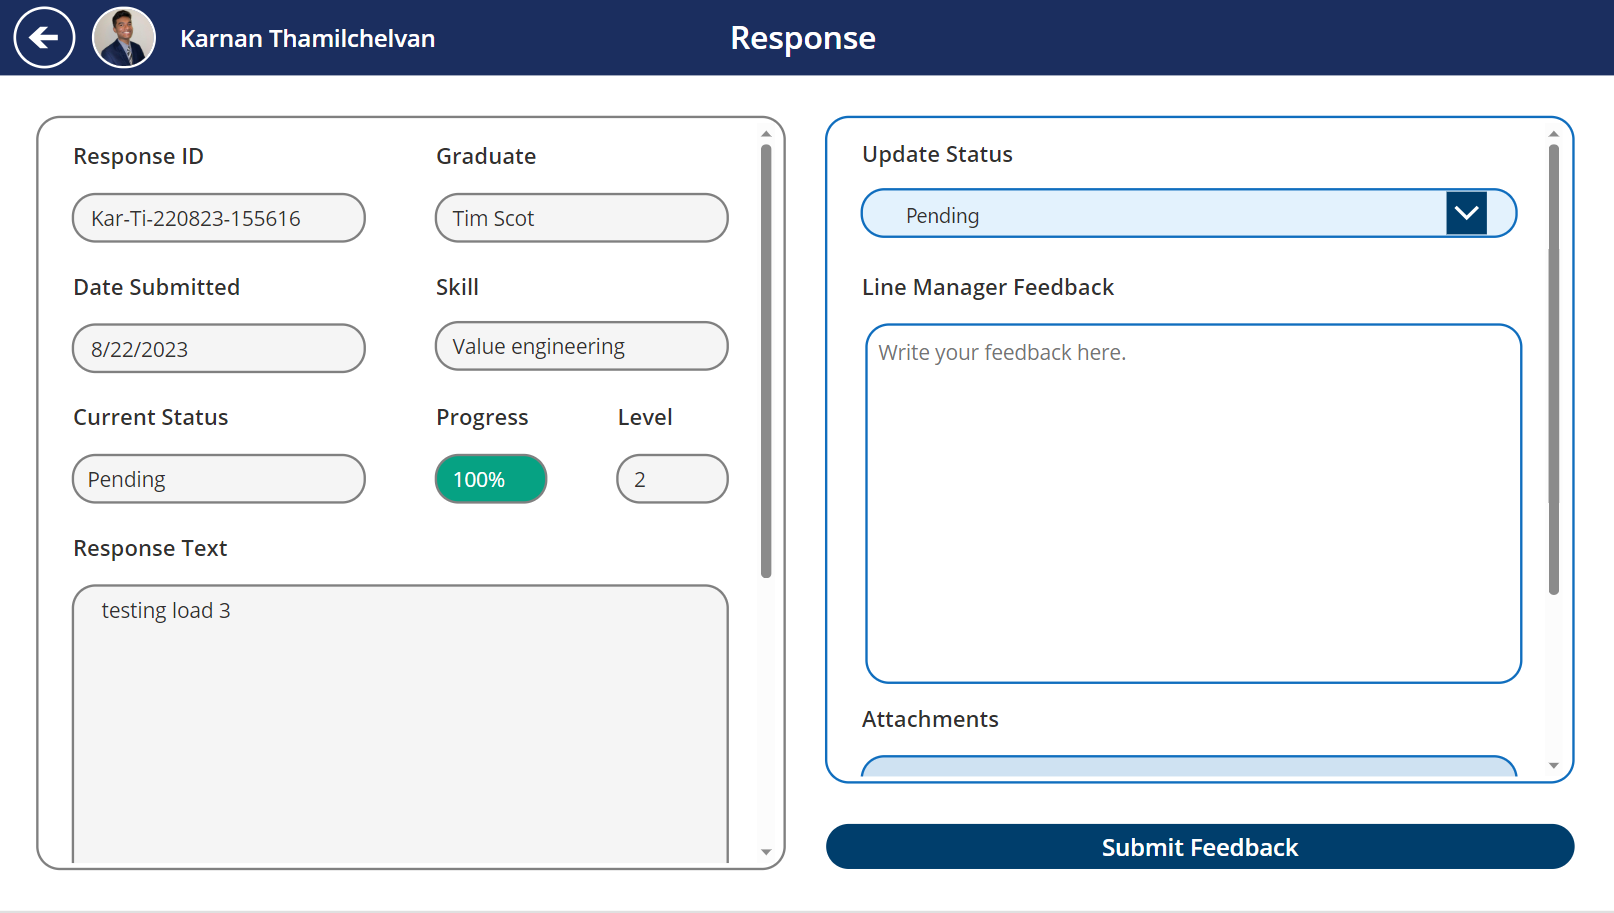 Karnan Thamilchelvan
Response
Response ID
Graduate
Kar-Ti-220823-155616
Tim Scot
Date Submitted
Skill
8/22/2023
Value engineering
Current Status
Progress
Level
Pending
100%
2
Response Text
testing load 3
Update Status
Pending
Line Manager Feedback
Write your feedback here.
Attachments
Submit Feedback